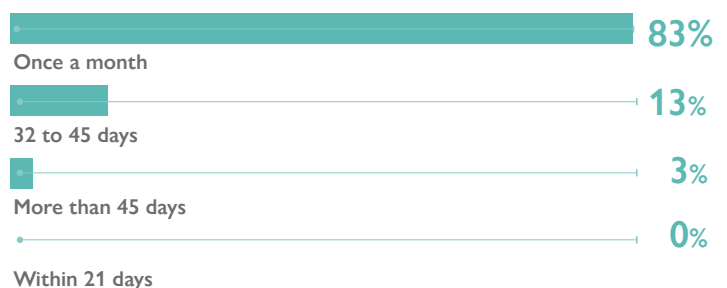 83%
Once a month
13%
32 to 45 days
3%
More than 45 days
0%
Within 21 days